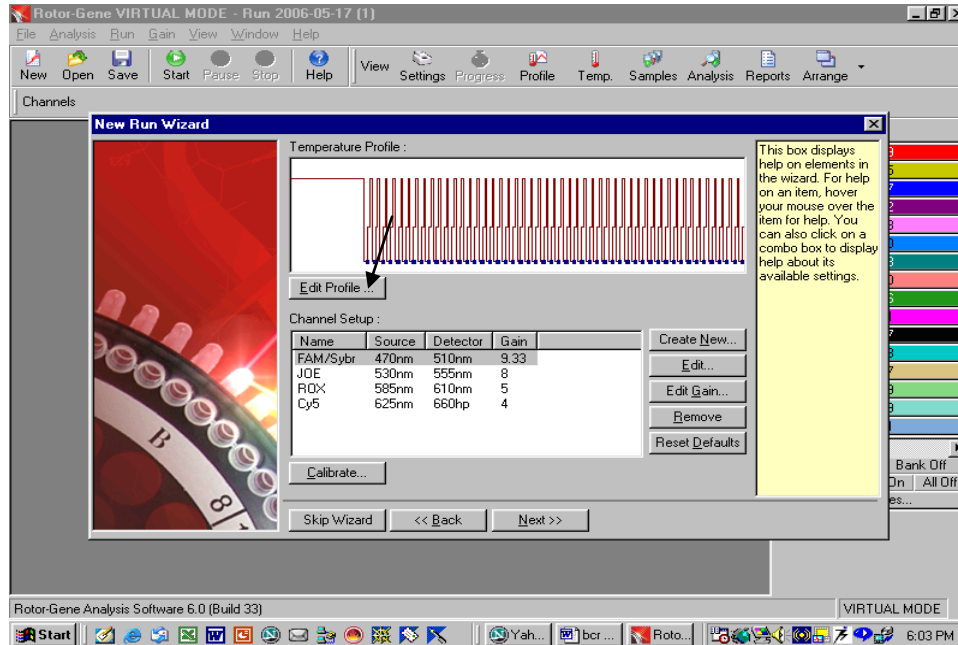 Rotor-Gene VIRTUAL MODE - Run 2006-05-17 (1)
File Analysis Run Gain View Window Help
New Open Save Start Pause Stop Help View Settings Progress Profile Temp. Samples Analysis Reports Arrange
Channels
New Run Wizard
Temperature Profile :
This box displays
help on elements in
the wizard. For help
on an item, hover
your mouse over the
item for help. You
can also click on a
combo box to display
help about its
available settings.
Edit Profile ...
Channel Setup :
Name Source Detector Gain
FAM/Sybr 470nm 510nm 9.33
JOE 530nm 555nm 8
ROX 585nm 610nm 5
Cy5 625nm 660hp 4
Create New...
Edit...
Edit Gain...
Remove
Reset Defaults
Calibrate...
B
8
Skip Wizard << Back Next >>
Bank Off
On All Off
Rotor-Gene Analysis Software 6.0 (Build 33) VIRTUAL MODE
Start Yah... bcr ... Roto... 6:03 PM